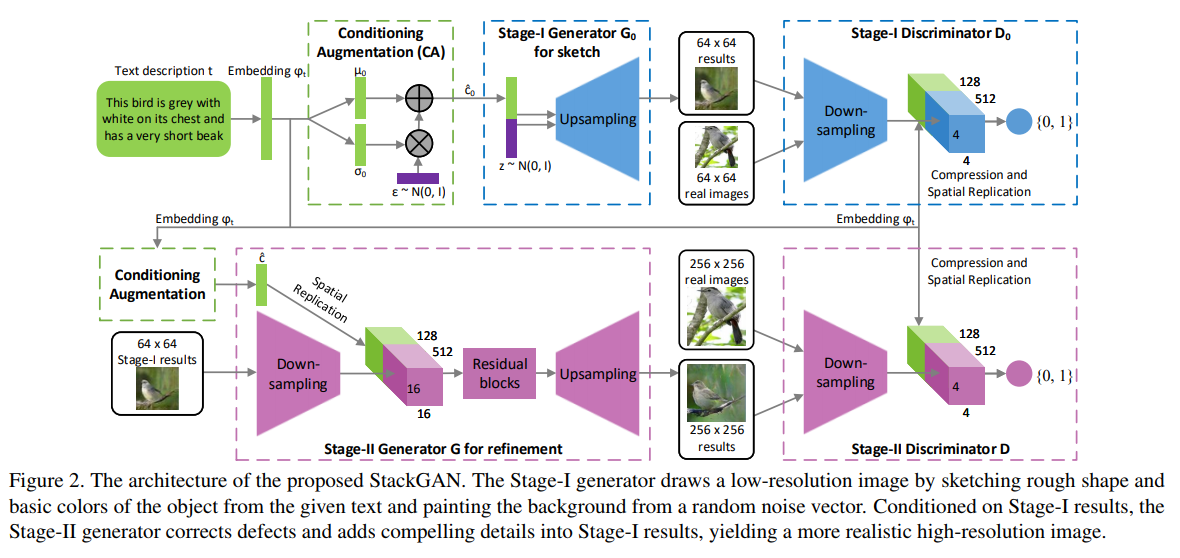 Conditioning
Augmentation (CA)
Stage-I Generator G₀
for sketch
Stage-I Discriminator D₀
Text description t
Embedding φₜ
μ₀
ĉ₀
64 x 64
results
128
512
This bird is grey with
white on its chest and
has a very short beak
Upsampling
Down-
sampling
4
{0, 1}
σ₀
ε ~ N(0, I)
z ~ N(0, I)
64 x 64
real images
4
Compression and
Spatial Replication
Embedding φₜ
Embedding φₜ
Conditioning
Augmentation
ĉ
Spatial
Replication
256 x 256
real images
Compression and
Spatial Replication
64 x 64
Stage-I results
Down-
sampling
128
512
16
16
Residual
blocks
Upsampling
Down-
sampling
128
512
4
4
{0, 1}
256 x 256
results
Stage-II Generator G for refinement
Stage-II Discriminator D
Figure 2. The architecture of the proposed StackGAN. The Stage-I generator draws a low-resolution image by sketching rough shape and
basic colors of the object from the given text and painting the background from a random noise vector. Conditioned on Stage-I results, the
Stage-II generator corrects defects and adds compelling details into Stage-I results, yielding a more realistic high-resolution image.